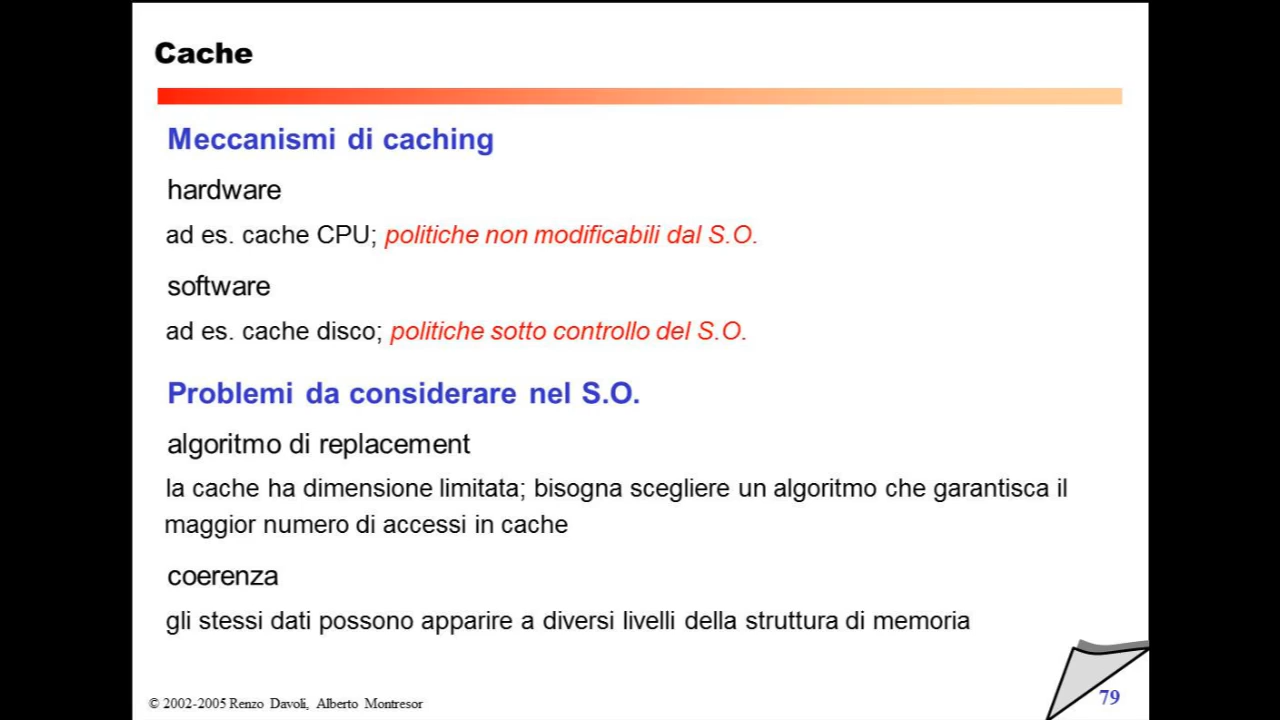 Cache
Meccanismi di caching
hardware
ad es. cache CPU; politiche non modificabili dal S.O.
software
ad es. cache disco; politiche sotto controllo del S.O.
Problemi da considerare nel S.O.
algoritmo di replacement
la cache ha dimensione limitata; bisogna scegliere un algoritmo che garantisca il
maggior numero di accessi in cache
coerenza
gli stessi dati possono apparire a diversi livelli della struttura di memoria
© 2002-2005 Renzo Davoli, Alberto Montresor
79